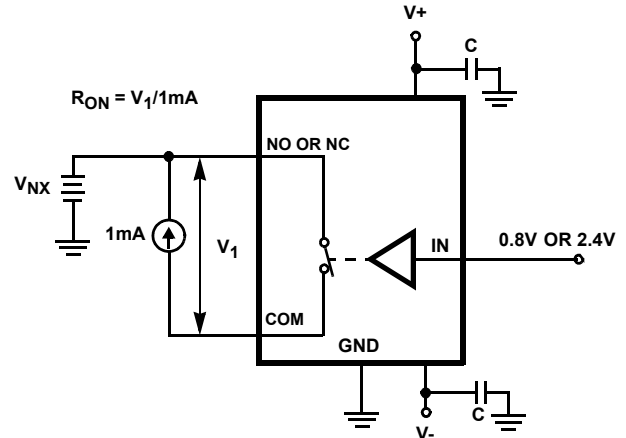 V+
C
R_ON = V_1/1mA
NO OR NC
V_NX
1mA
V_1
IN
0.8V OR 2.4V
COM
GND
C
V-